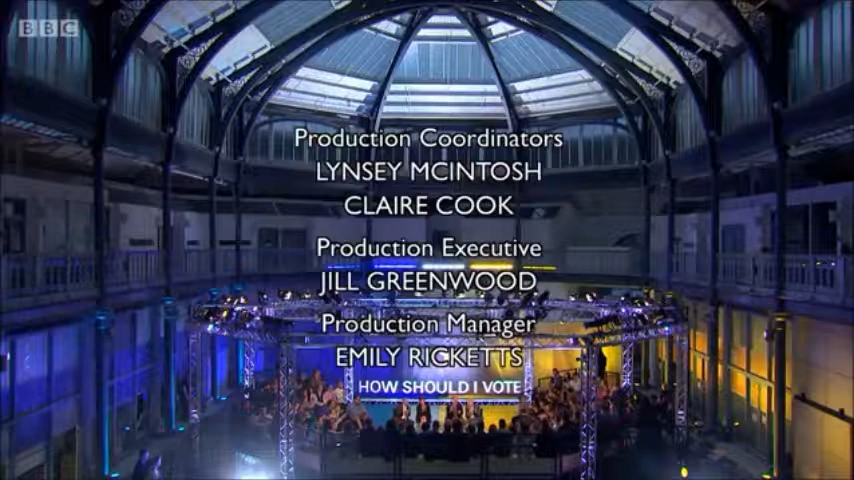 BBC
Production Coordinators
LYNSEY MCINTOSH
CLAIRE COOK
Production Executive
JILL GREENWOOD
Production Manager
EMILY RICKETTS
HOW SHOULD I VOTE